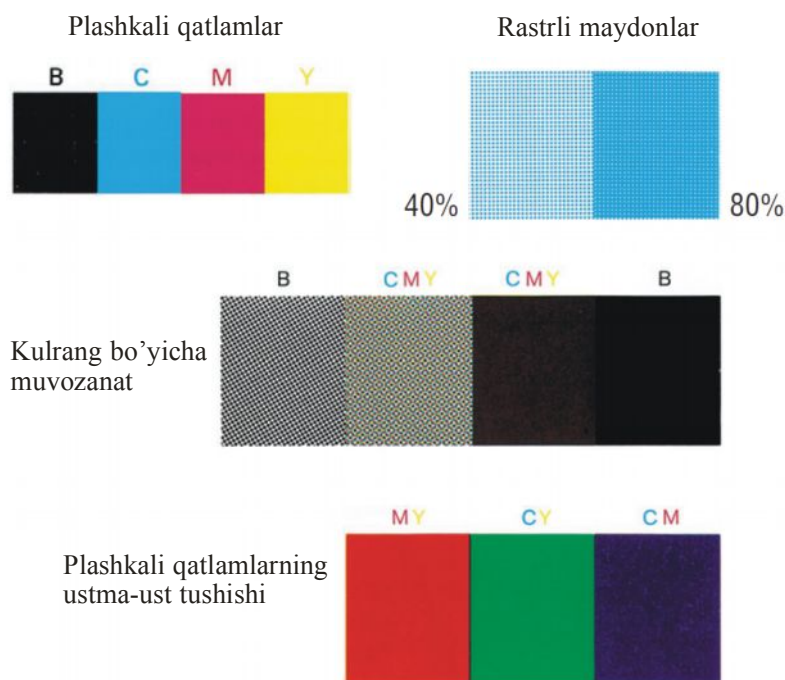 Plashkali qatlamlar
Rastrli maydonlar
B C M Y
40%
80%
B CMY CMY B
Kulrang bo’yicha
muvozanat
MY CY CM
Plashkali qatlamlarning
ustma-ust tushishi